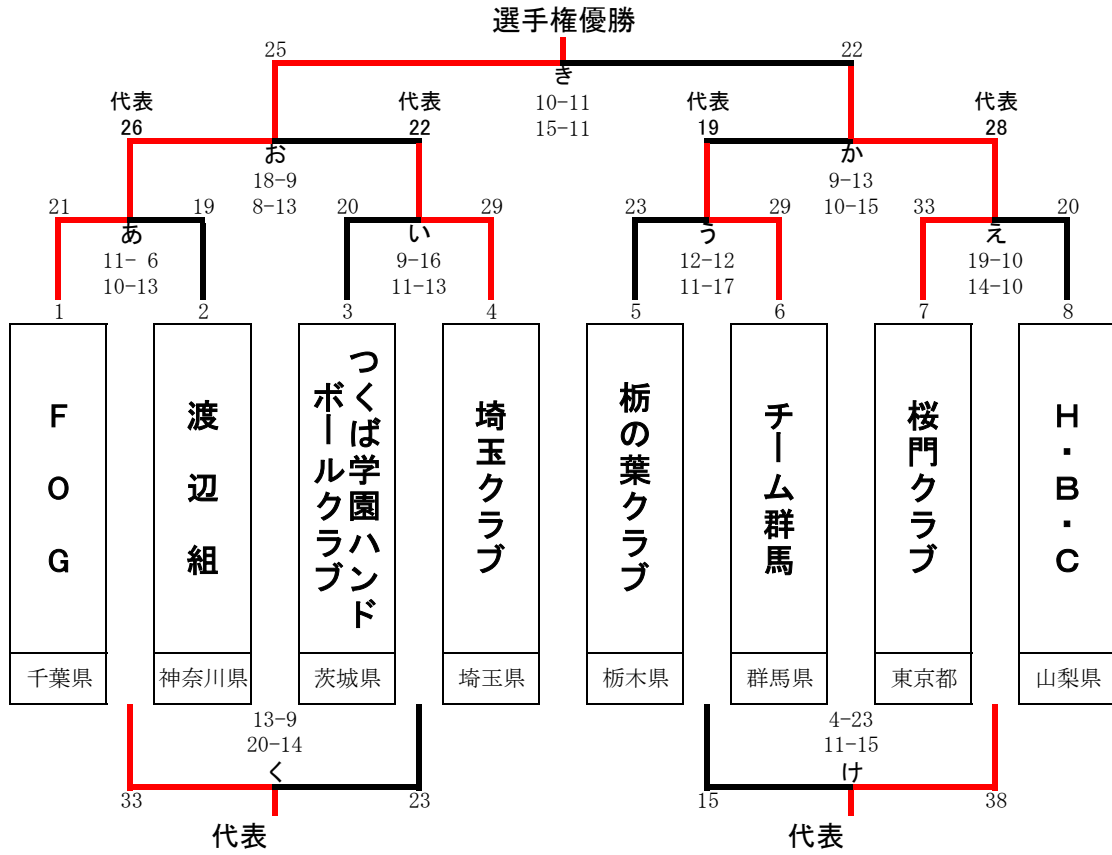 選手権優勝
25
22
き
10-11
15-11
代表
代表
代表
代表
26
22
19
28
お
18-9
8-13
か
9-13
10-15
21
19
20
29
23
29
33
20
あ
11- 6
10-13
い
9-16
11-13
う
12-12
11-17
え
19-10
14-10
1
2
3
4
5
6
7
8
FOG
渡辺組
つくば学園ハンド
ボールクラブ
埼玉クラブ
栃の葉クラブ
チーム群馬
桜門クラブ
H・B・C
千葉県
神奈川県
茨城県
埼玉県
栃木県
群馬県
東京都
山梨県
13-9
20-14
く
33
23
代表
4-23
11-15
け
15
38
代表